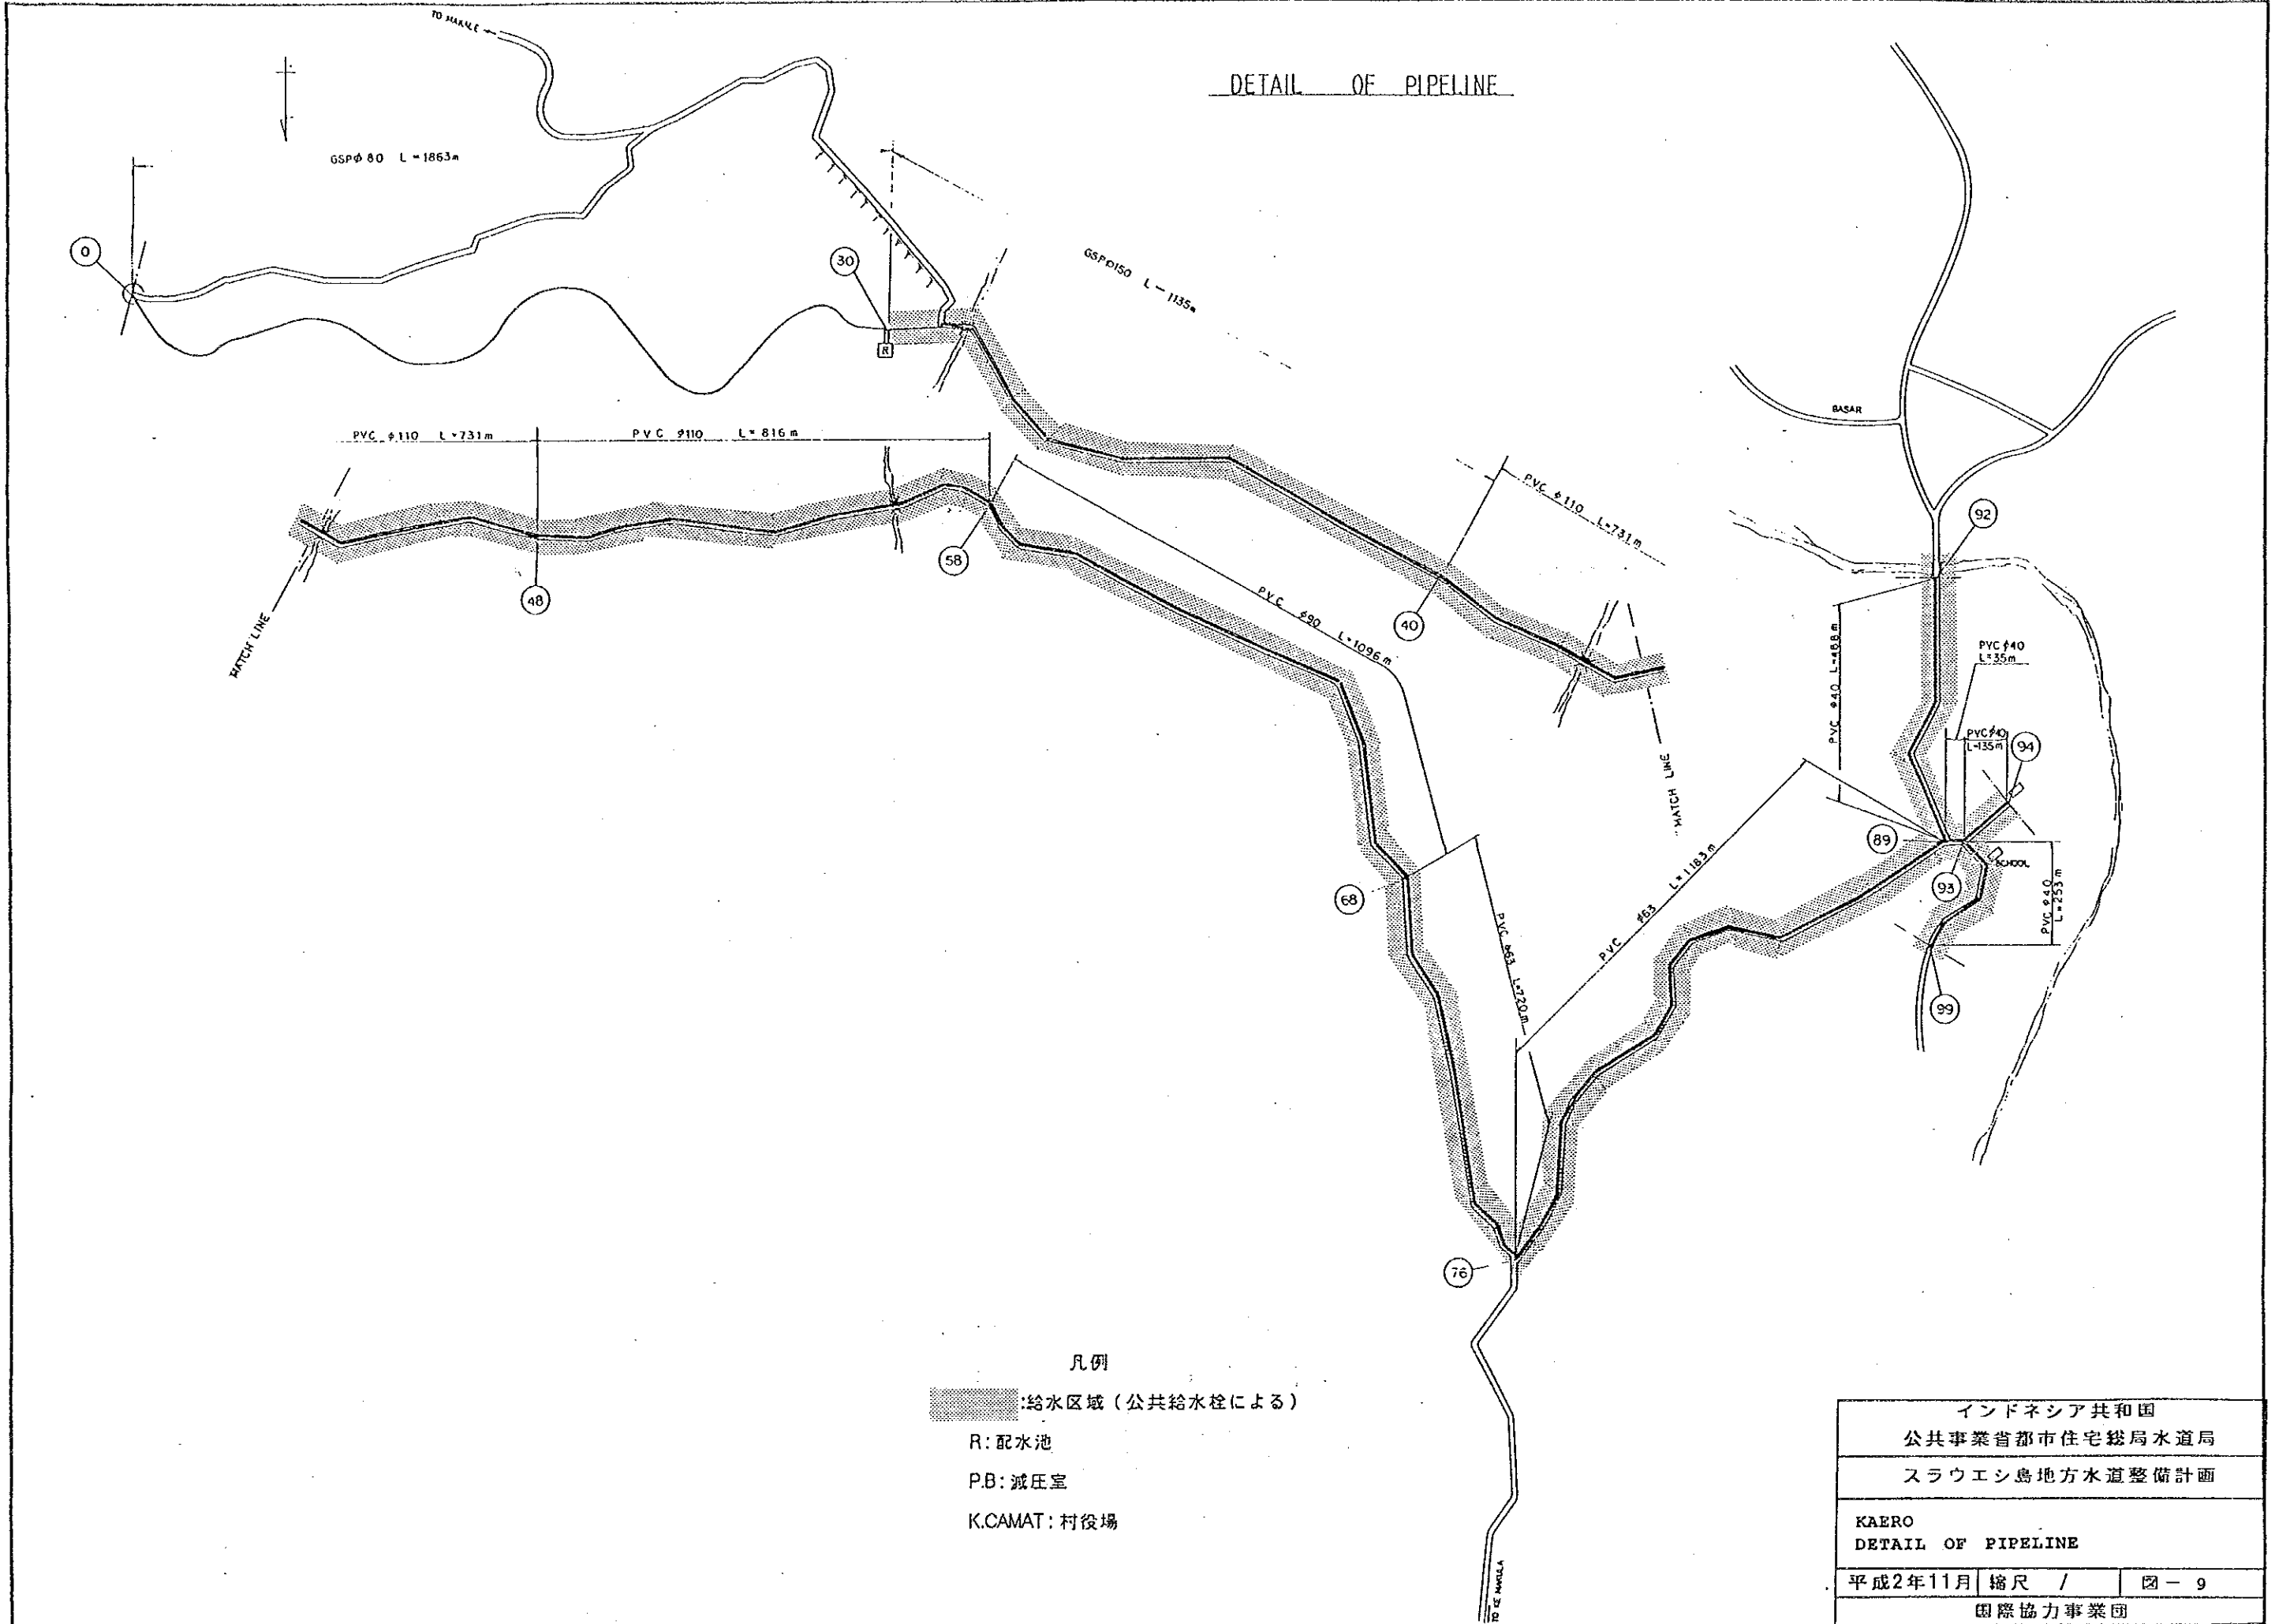 TO MAKALE
DETAIL OF PIPELINE
GSPφ80 L=1863m
0
30
R
GSPφ150 L=1135m
BASAR
PVC φ110 L=731m
PVC φ110 L=816m
PVC φ110 L=731m
92
58
48
40
MATCH LINE
PVC φ90 L=1096m
PVC φ40 L=468m
PVC φ40
L=35m
PVC φ40
L=135m
94
MATCH LINE
89
SCHOOL
93
68
PVC φ63 L=1183m
PVC φ63 L=720m
PVC φ40
L=253m
99
76
凡例
:給水区域(公共給水栓による)
R:配水池
P.B:減圧室
K.CAMAT:村役場
インドネシア共和国
公共事業省都市住宅総局水道局
スラウエシ島地方水道整備計画
KAERO
DETAIL OF PIPELINE
平成2年11月 縮尺 / 図-9
国際協力事業団